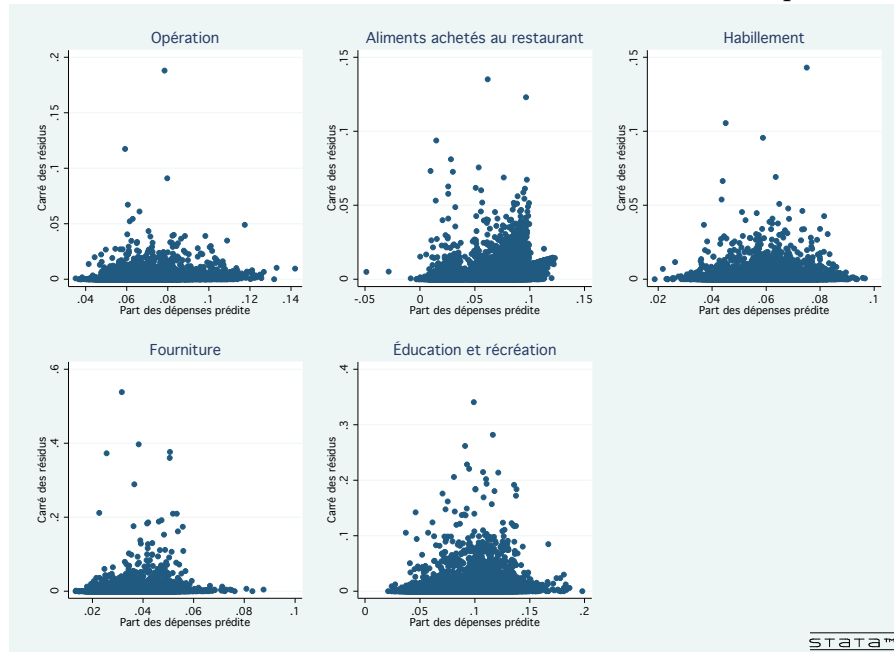 Opération
Carré des résidus
0 .05 .1 .15 .2
.04 .06 .08 .1 .12 .14
Part des dépenses prédite
Aliments achetés au restaurant
Carré des résidus
0 .05 .1 .15
-.05 0 .05 .1 .15
Part des dépenses prédite
Habillement
Carré des résidus
0 .05 .1 .15
.02 .04 .06 .08 .1
Part des dépenses prédite
Fourniture
Carré des résidus
0 .2 .4 .6
.02 .04 .06 .08 .1
Part des dépenses prédite
Éducation et récréation
Carré des résidus
0 .1 .2 .3 .4
0 .05 .1 .15 .2
Part des dépenses prédite
STATA™